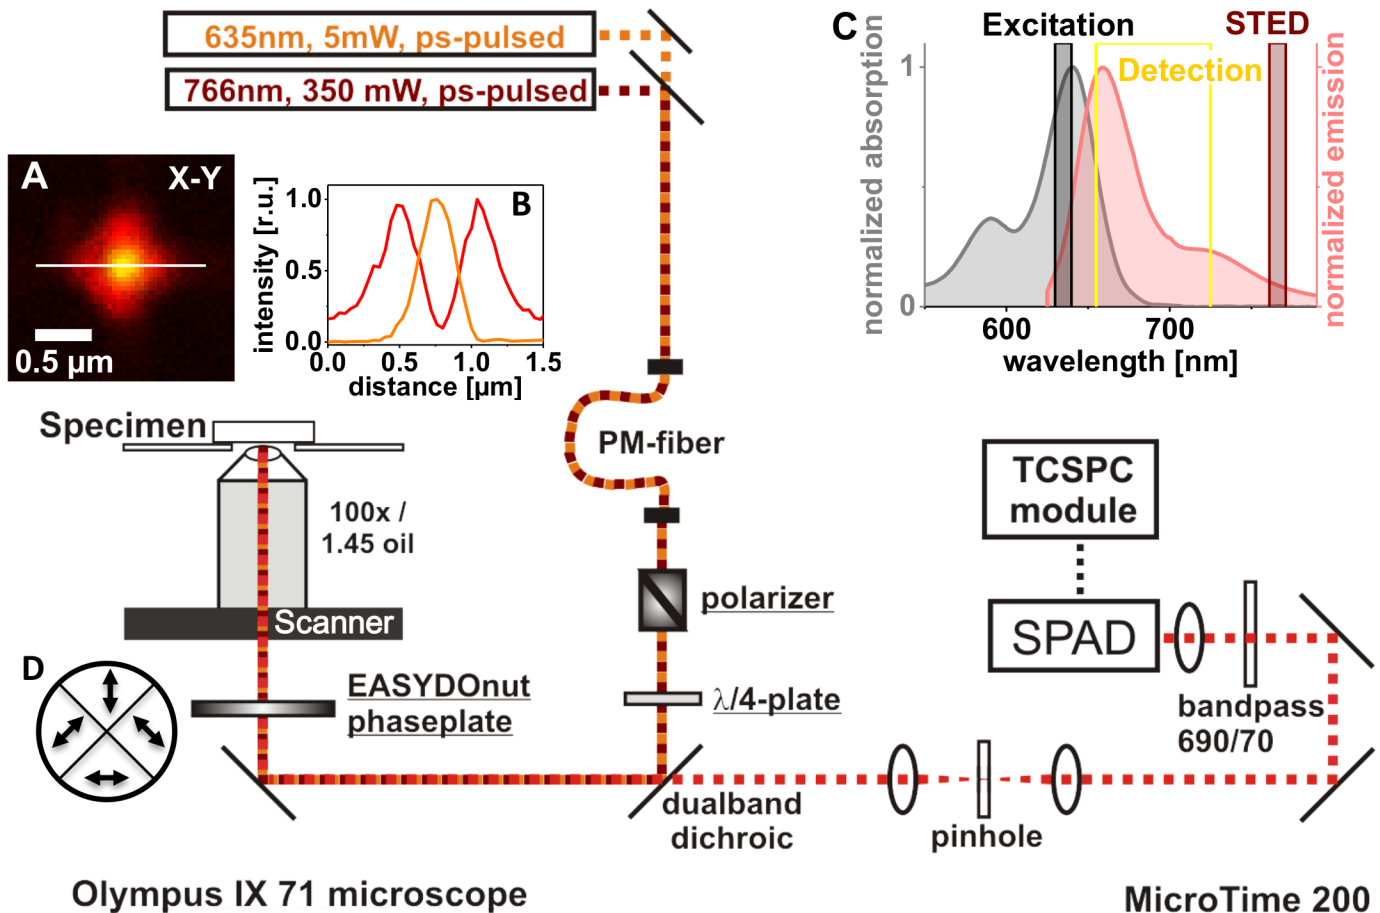 635nm, 5mW, ps-pulsed
766nm, 350 mW, ps-pulsed
A
X-Y
0.5 µm
B
intensity [r.u.]
1.0
0.5
0.0
0.0
0.5
1.0
1.5
distance [µm]
C
Excitation
STED
Detection
normalized absorption
normalized emission
1
0
600
700
wavelength [nm]
Specimen
PM-fiber
100x /
1.45 oil
TCSPC
module
polarizer
Scanner
SPAD
D
EASYDOnut
phaseplate
λ/4-plate
bandpass
690/70
dualband
dichroic
pinhole
Olympus IX 71 microscope
MicroTime 200